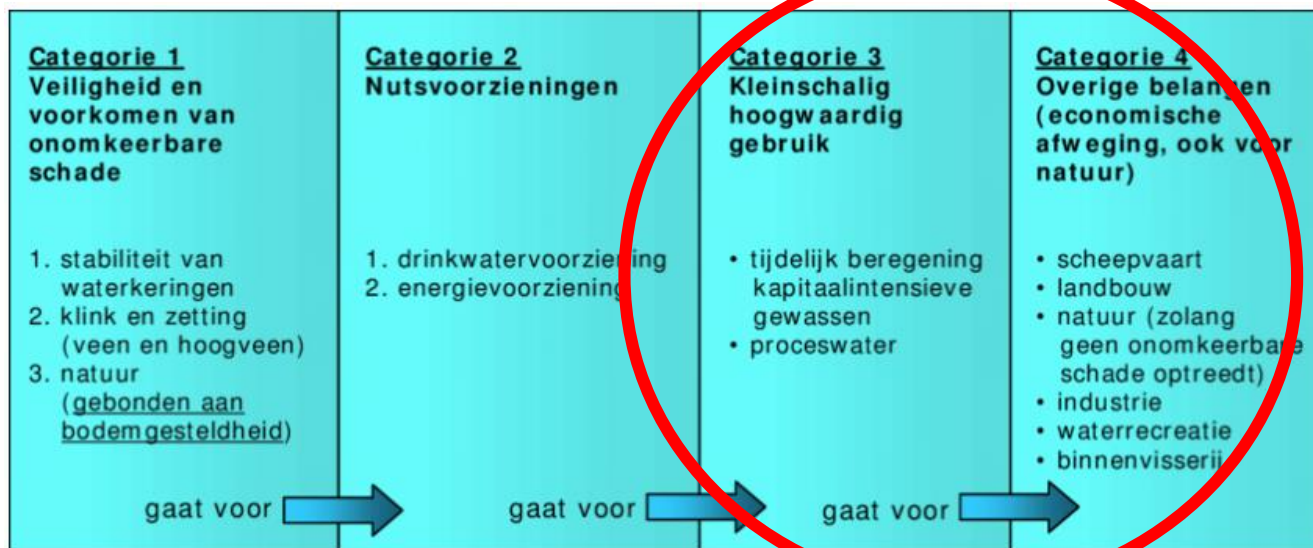 Categorie 1
Veiligheid en
voorkomen van
onomkeerbare
schade
1. stabiliteit van
waterkeringen
2. klink en zetting
(veen en hoogveen)
3. natuur
(gebonden aan
bodemgesteldheid)
gaat voor
Categorie 2
Nutsvoorzieningen
1. drinkwatervoorziening
2. energievoorziening
gaat voor
Categorie 3
Kleinschalig
hoogwaardig
gebruik
• tijdelijk beregening
kapitaalintensieve
gewassen
• proceswater
gaat voor
Categorie 4
Overige belangen
(economische
afweging, ook voor
natuur)
• scheepvaart
• landbouw
• natuur (zolang
geen onomkeerbare
schade optreedt)
• industrie
• waterrecreatie
• binnenvisserij